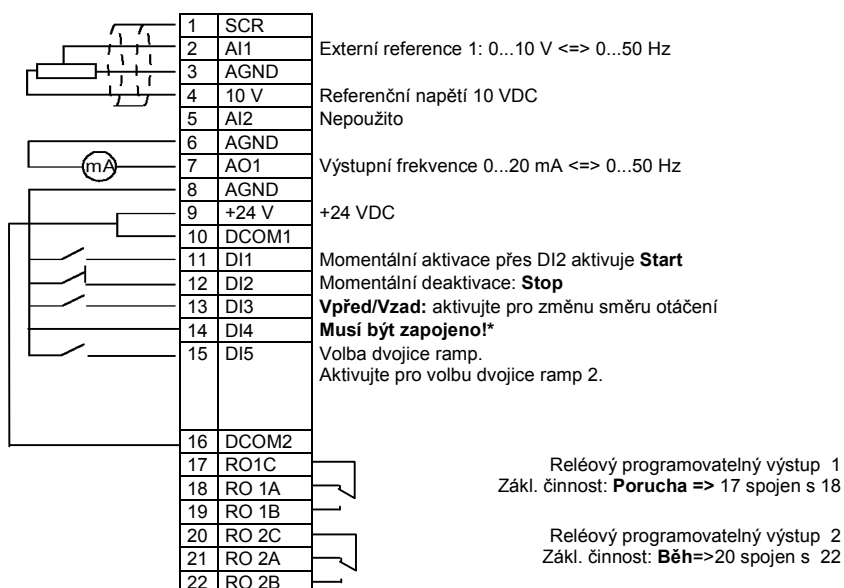 1 SCR
2 AI1 Externí reference 1: 0...10 V <=> 0...50 Hz
3 AGND
4 10 V Referenční napětí 10 VDC
5 AI2 Nepoužito
6 AGND
mA
7 AO1 Výstupní frekvence 0...20 mA <=> 0...50 Hz
8 AGND
9 +24 V +24 VDC
10 DCOM1
11 DI1 Momentální aktivace přes DI2 aktivuje Start
12 DI2 Momentální deaktivace: Stop
13 DI3 Vpřed/Vzad: aktivujte pro změnu směru otáčení
14 DI4 Musí být zapojeno!*
15 DI5 Volba dvojice ramp.
Aktivujte pro volbu dvojice ramp 2.
16 DCOM2
17 RO1C Reléový programovatelný výstup 1
18 RO 1A Zákl. činnost: Porucha => 17 spojen s 18
19 RO 1B
20 RO 2C Reléový programovatelný výstup 2
21 RO 2A Zákl. činnost: Běh=>20 spojen s 22
22 RO 2B